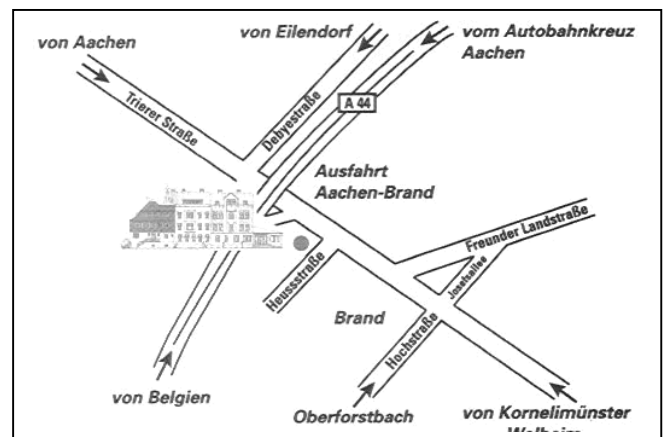 von Aachen
von Eilendorf
vom Autobahnkreuz
Aachen
Trierer Straße
Debyestraße
A 44
Ausfahrt
Aachen-Brand
Freunder Landstraße
Josefsallee
Heussstraße
Brand
Hochstraße
von Belgien
Oberforstbach
von Kornelimünster